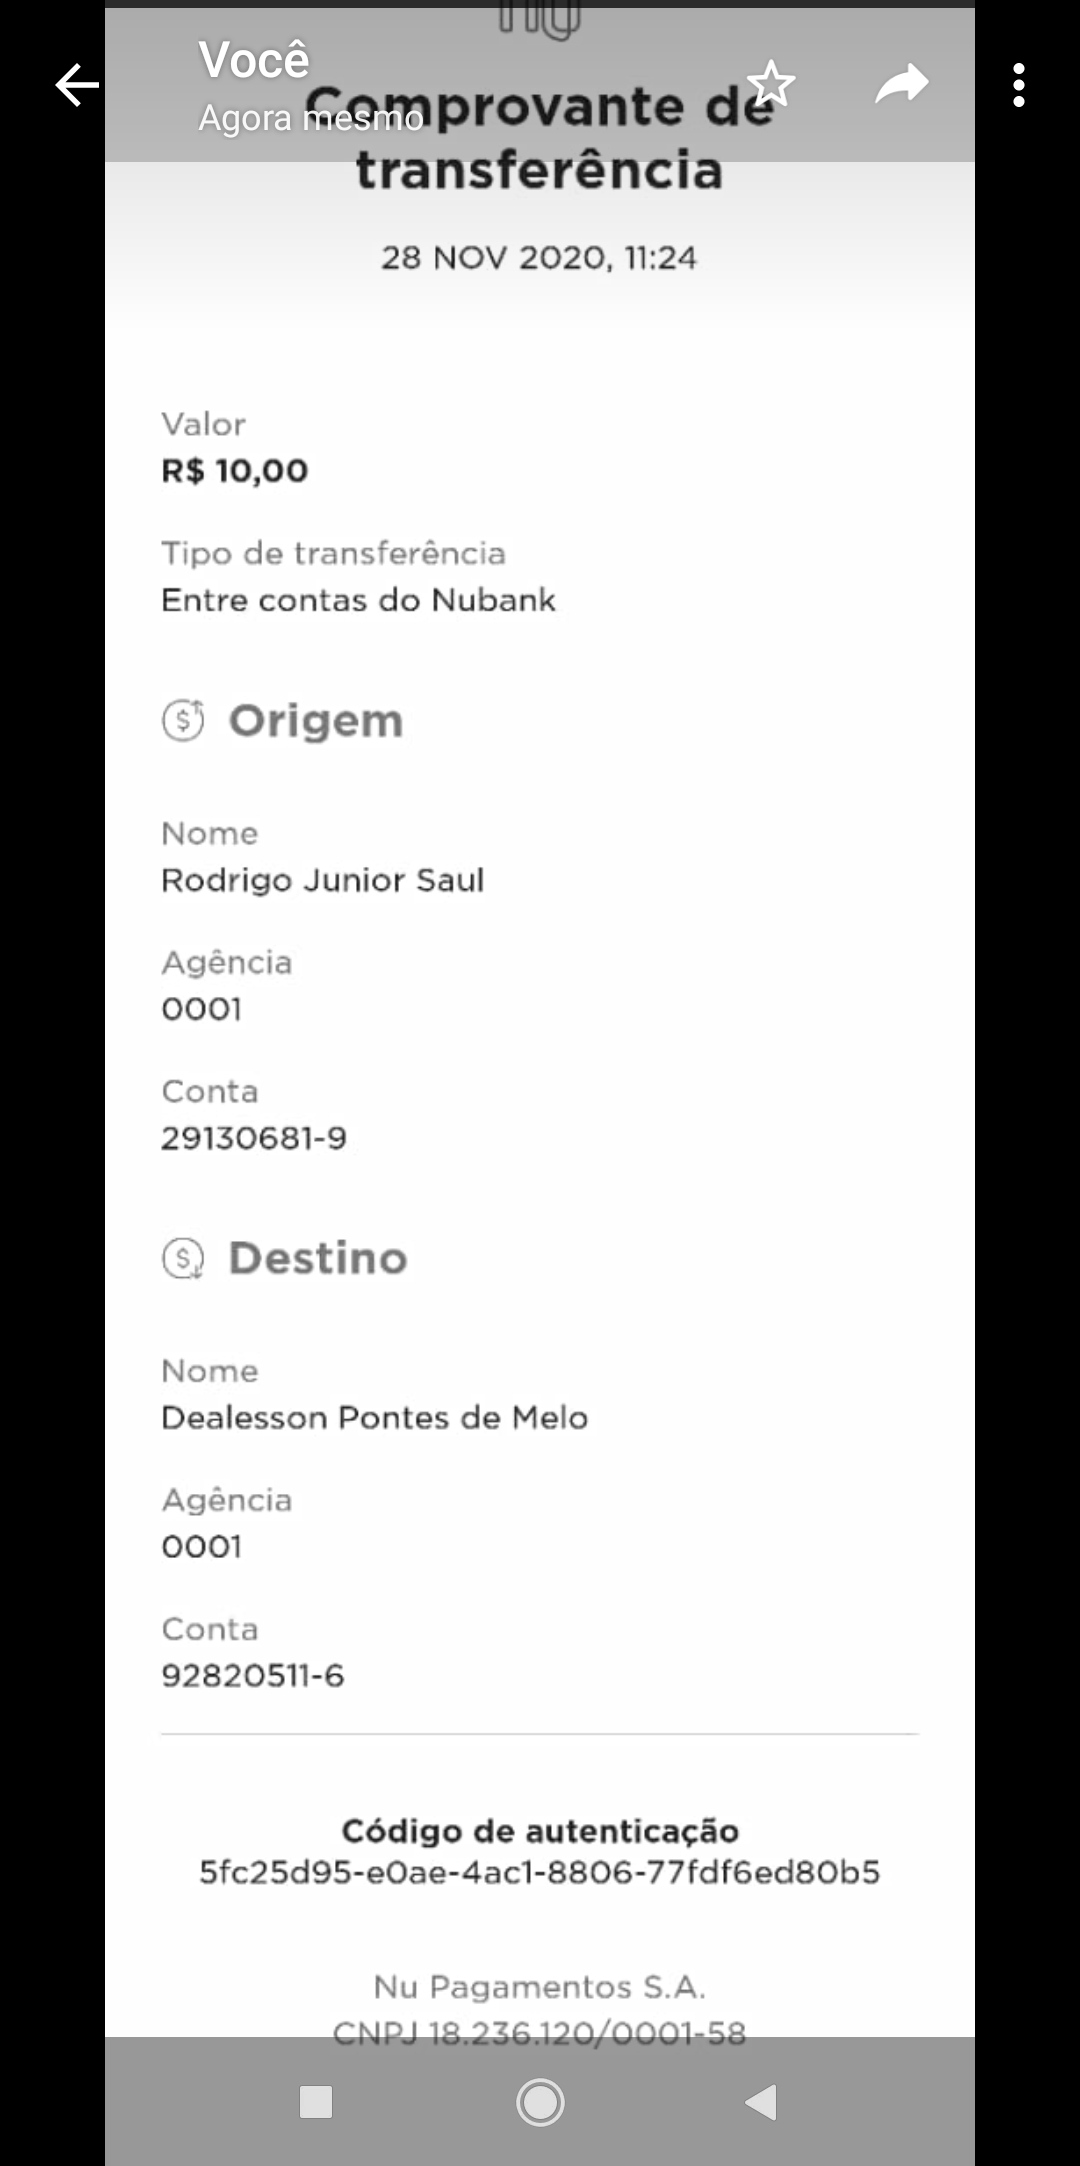 nu
Você
Agora mesmo
Comprovante de
transferência
28 NOV 2020, 11:24
Valor
R$ 10,00
Tipo de transferência
Entre contas do Nubank
Origem
Nome
Rodrigo Junior Saul
Agência
0001
Conta
29130681-9
Destino
Nome
Dealesson Pontes de Melo
Agência
0001
Conta
92820511-6
Código de autenticação
5fc25d95-e0ae-4ac1-8806-77fdf6ed80b5
Nu Pagamentos S.A.
CNPJ 18.236.120/0001-58